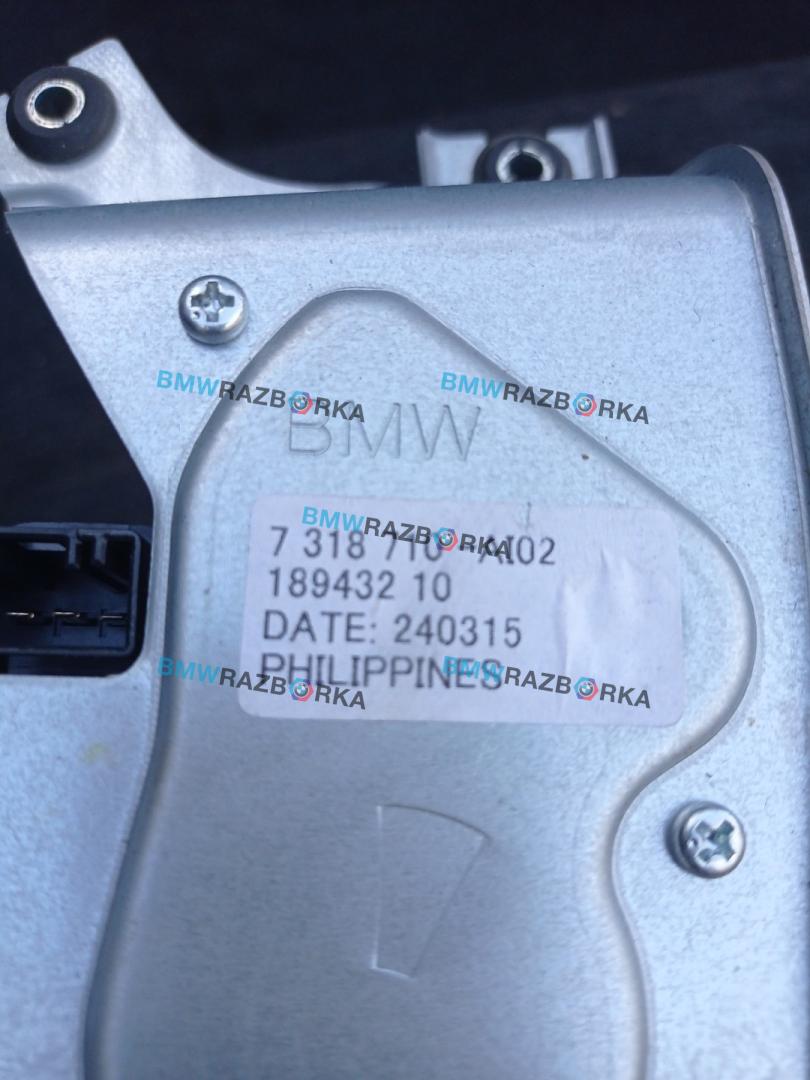 BMWRAZBORKA
BMWRAZBORKA
BMW
BMWRAZBORKA
7 318 710 AI02
189432 10
DATE: 240315
PHILIPPINES
BMWRAZBORKA
BMWRAZBORKA